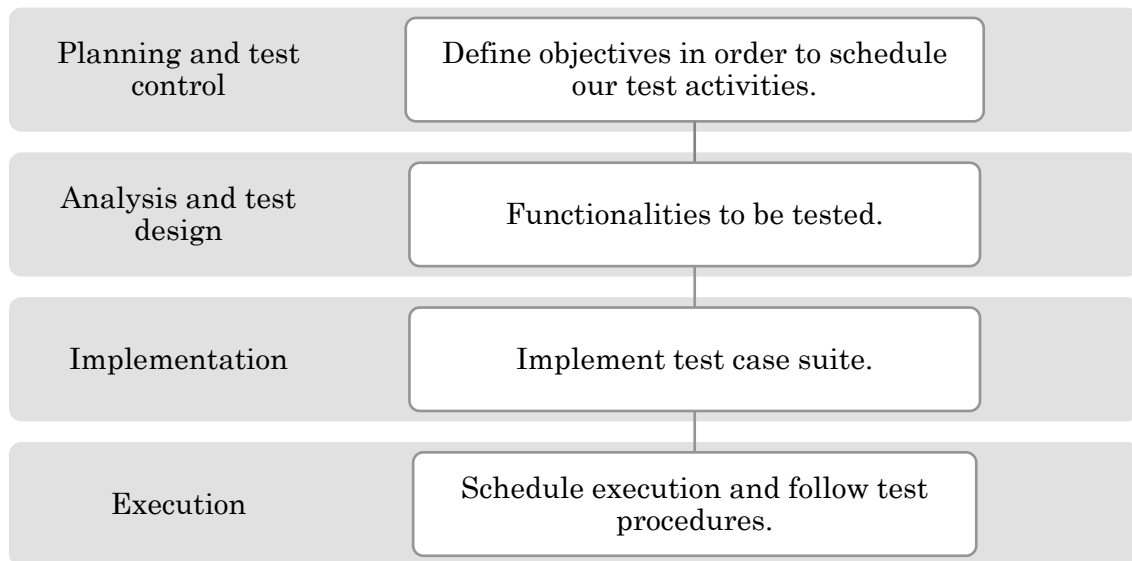 Planning and test
control
Define objectives in order to schedule
our test activities.
Analysis and test
design
Functionalities to be tested.
Implementation
Implement test case suite.
Execution
Schedule execution and follow test
procedures.